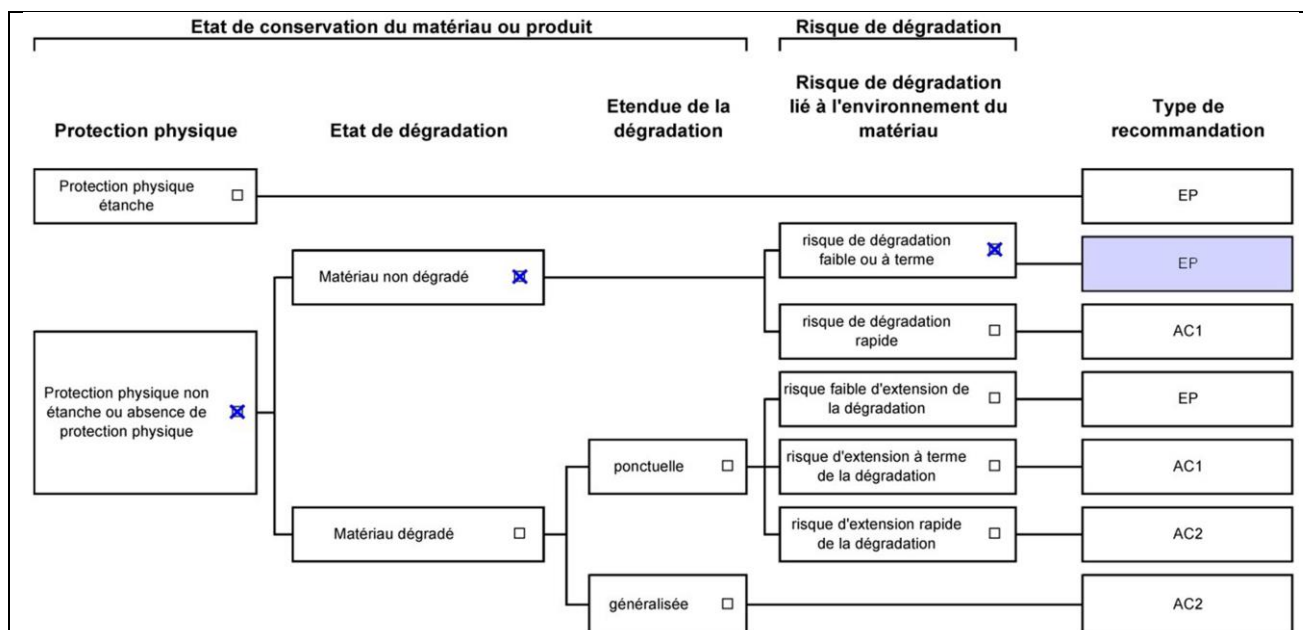 Etat de conservation du matériau ou produit
Risque de dégradation
Protection physique
Etat de dégradation
Etendue de la
dégradation
Risque de dégradation
lié à l'environnement du
matériau
Type de
recommandation
Protection physique
étanche
EP
risque de dégradation
faible ou à terme
EP
Matériau non dégradé
risque de dégradation
rapide
AC1
Protection physique non
étanche ou absence de
protection physique
risque faible d'extension de
la dégradation
EP
ponctuelle
risque d'extension à terme
de la dégradation
AC1
Matériau dégradé
risque d'extension rapide
de la dégradation
AC2
généralisée
AC2